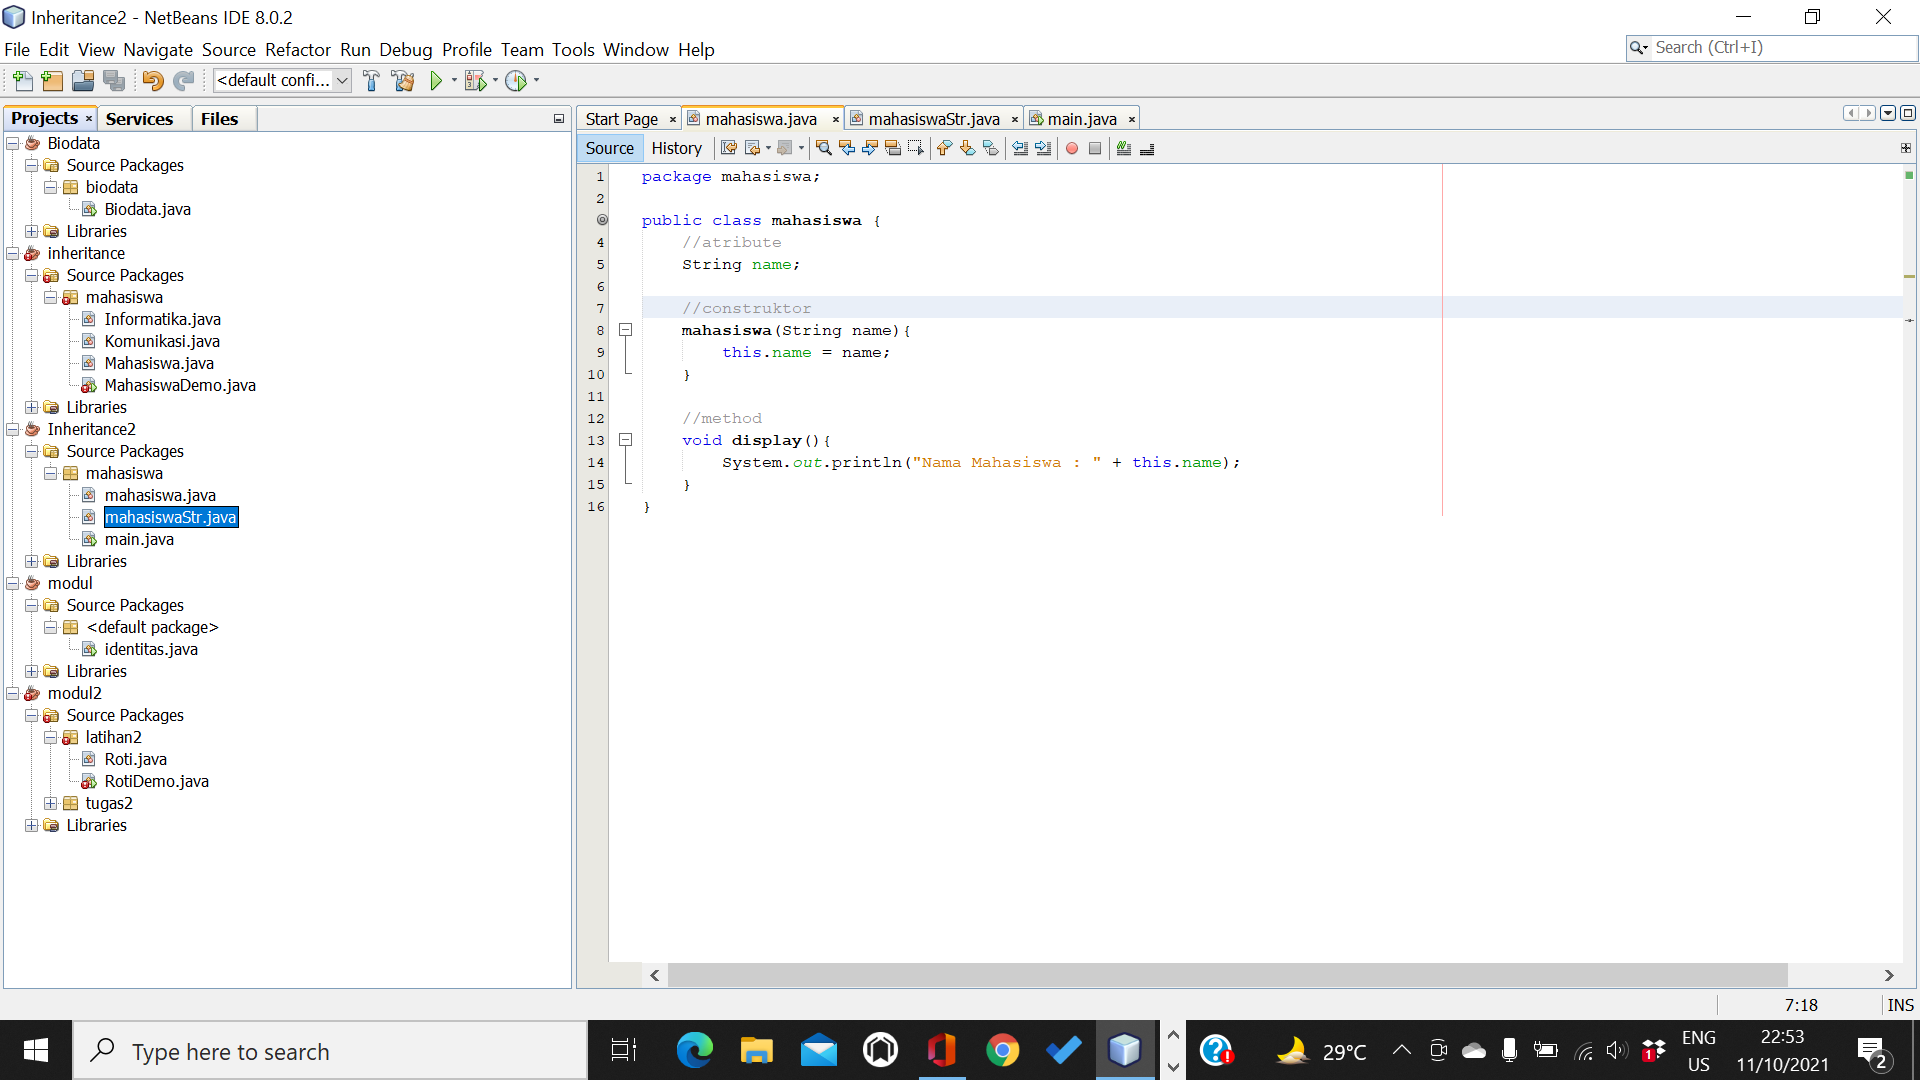 Inheritance2 - NetBeans IDE 8.0.2
File Edit View Navigate Source Refactor Run Debug Profile Team Tools Window Help
Search (Ctrl+I)
<default confi...
Projects
Services
Files
Biodata
Source Packages
biodata
Biodata.java
Libraries
inheritance
Source Packages
mahasiswa
Informatika.java
Komunikasi.java
Mahasiswa.java
MahasiswaDemo.java
Libraries
Inheritance2
Source Packages
mahasiswa
mahasiswa.java
mahasiswaStr.java
main.java
Libraries
modul
Source Packages
<default package>
identitas.java
Libraries
modul2
Source Packages
latihan2
Roti.java
RotiDemo.java
tugas2
Libraries
Start Page
mahasiswa.java
mahasiswaStr.java
main.java
Source
History
1 package mahasiswa;
2
public class mahasiswa {
4 //atribute
5 String name;
6
7 //construktor
8 mahasiswa(String name){
9 this.name = name;
10 }
11
12 //method
13 void display(){
14 System.out.println("Nama Mahasiswa : " + this.name);
15 }
16 }
7:18
INS
Type here to search
29°C
ENG
US
22:53
11/10/2021
1
2